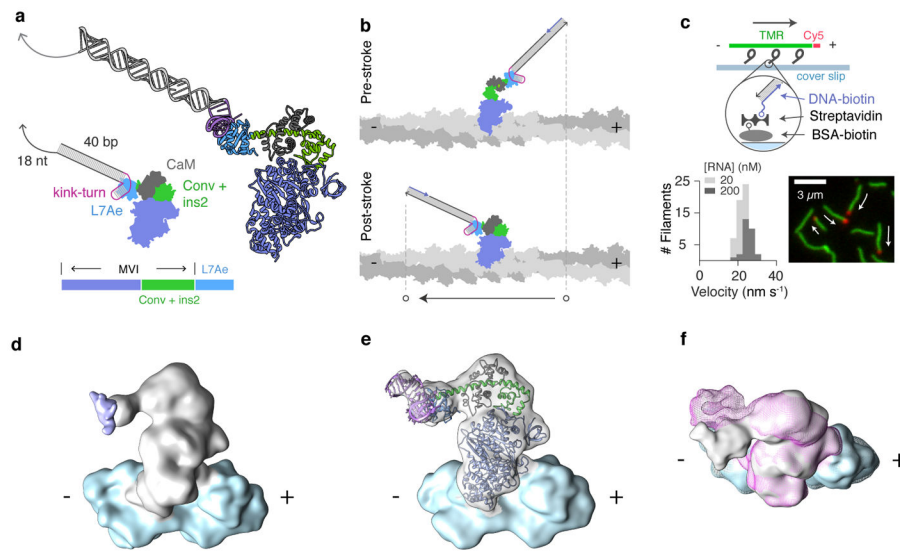 a
18 nt
40 bp
CaM
kink-turn
L7Ae
Conv +
ins2
MVI
L7Ae
Conv + ins2
b
Pre-stroke
-
+
Post-stroke
-
+
c
TMR
Cy5
-
+
cover slip
DNA-biotin
Streptavidin
BSA-biotin
[RNA] (nM)
20
200
# Filaments
25
15
5
0
20
40
Velocity (nm s⁻¹)
3 µm
d
-
+
e
-
+
f
-
+